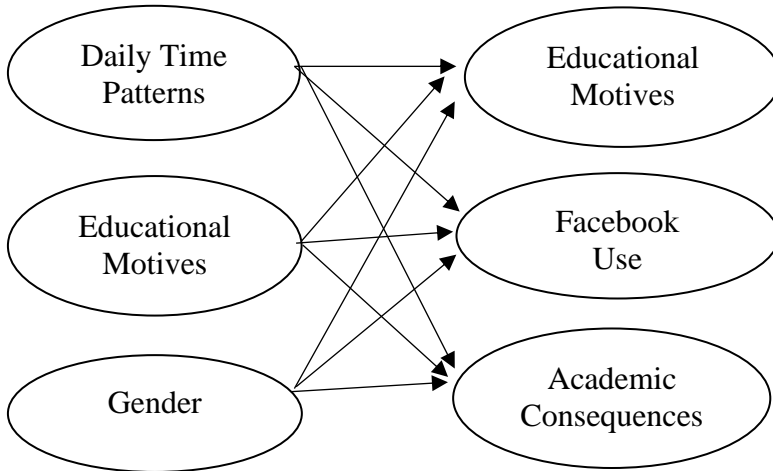 Daily Time
Patterns
Educational
Motives
Educational
Motives
Facebook
Use
Gender
Academic
Consequences